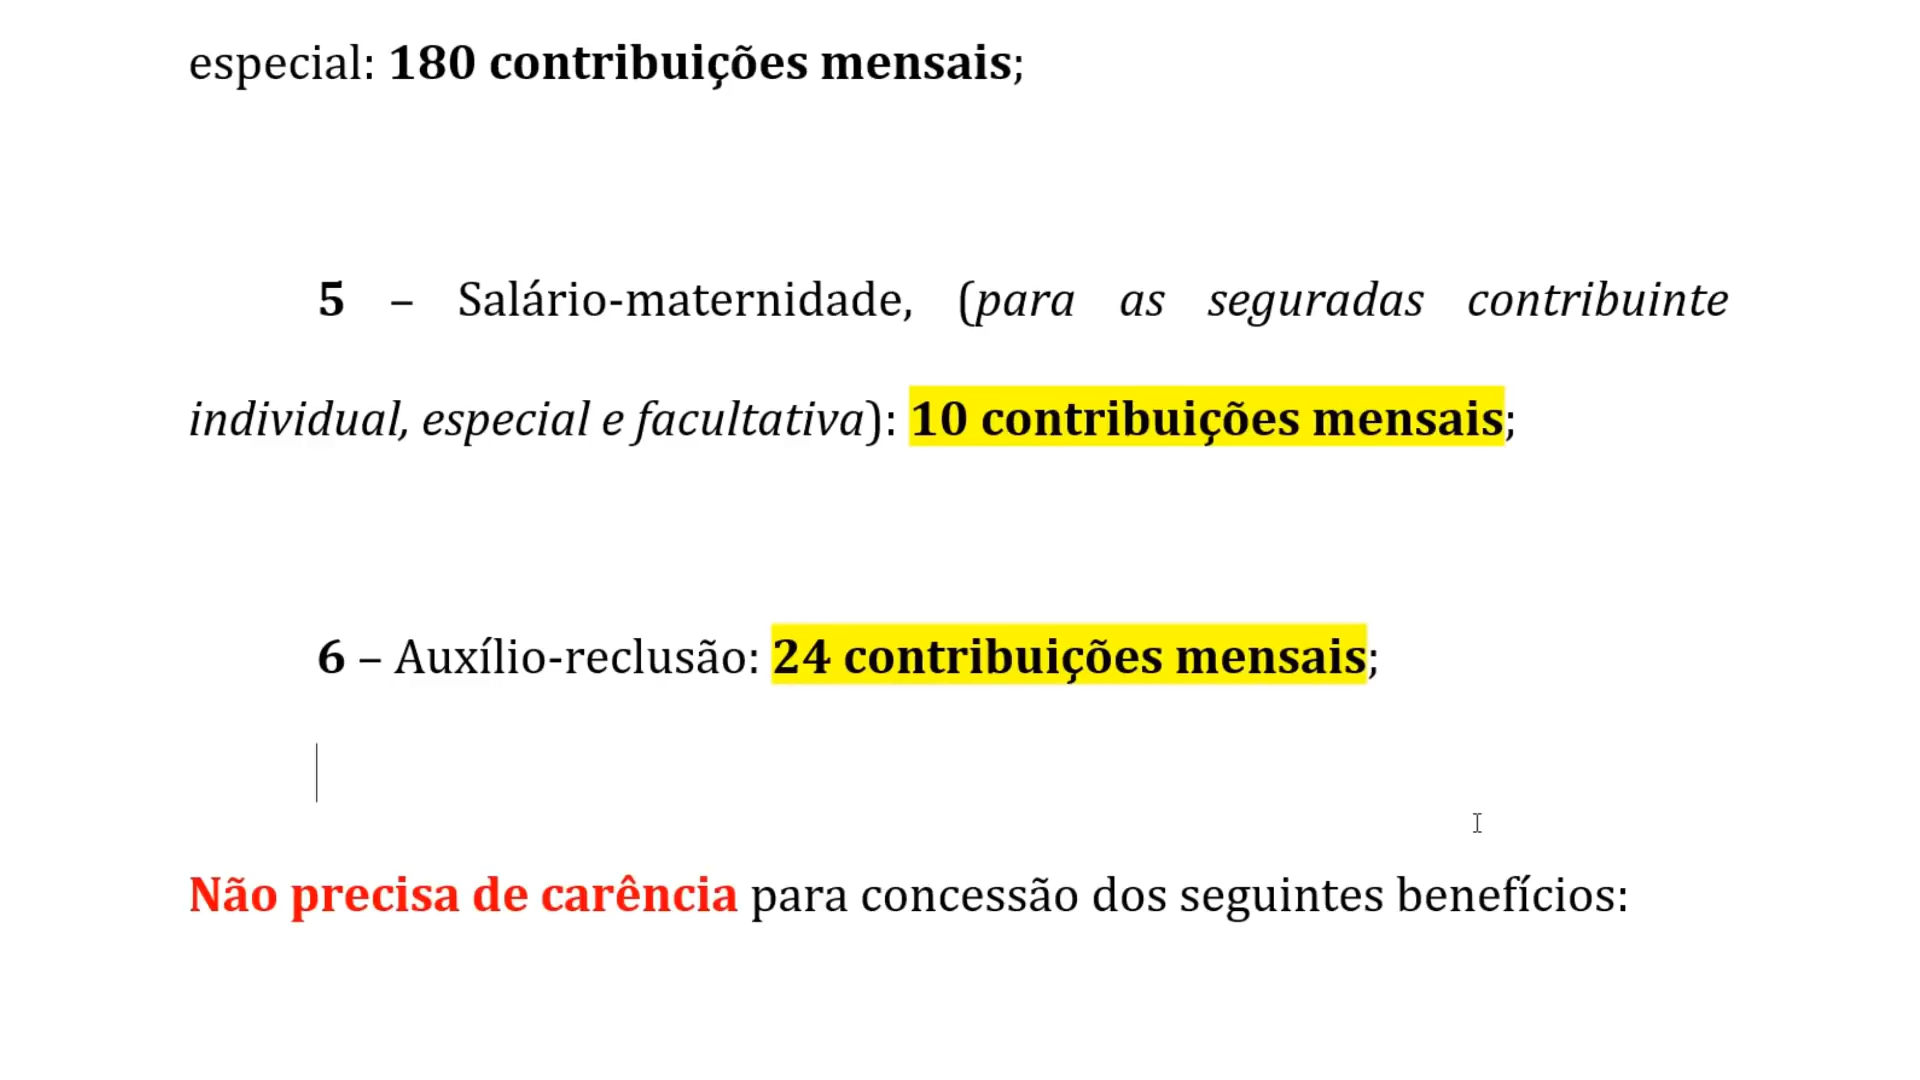 especial: 180 contribuições mensais;
5 – Salário-maternidade, (para as seguradas contribuinte
individual, especial e facultativa): 10 contribuições mensais;
6 – Auxílio-reclusão: 24 contribuições mensais;
Não precisa de carência para concessão dos seguintes benefícios: